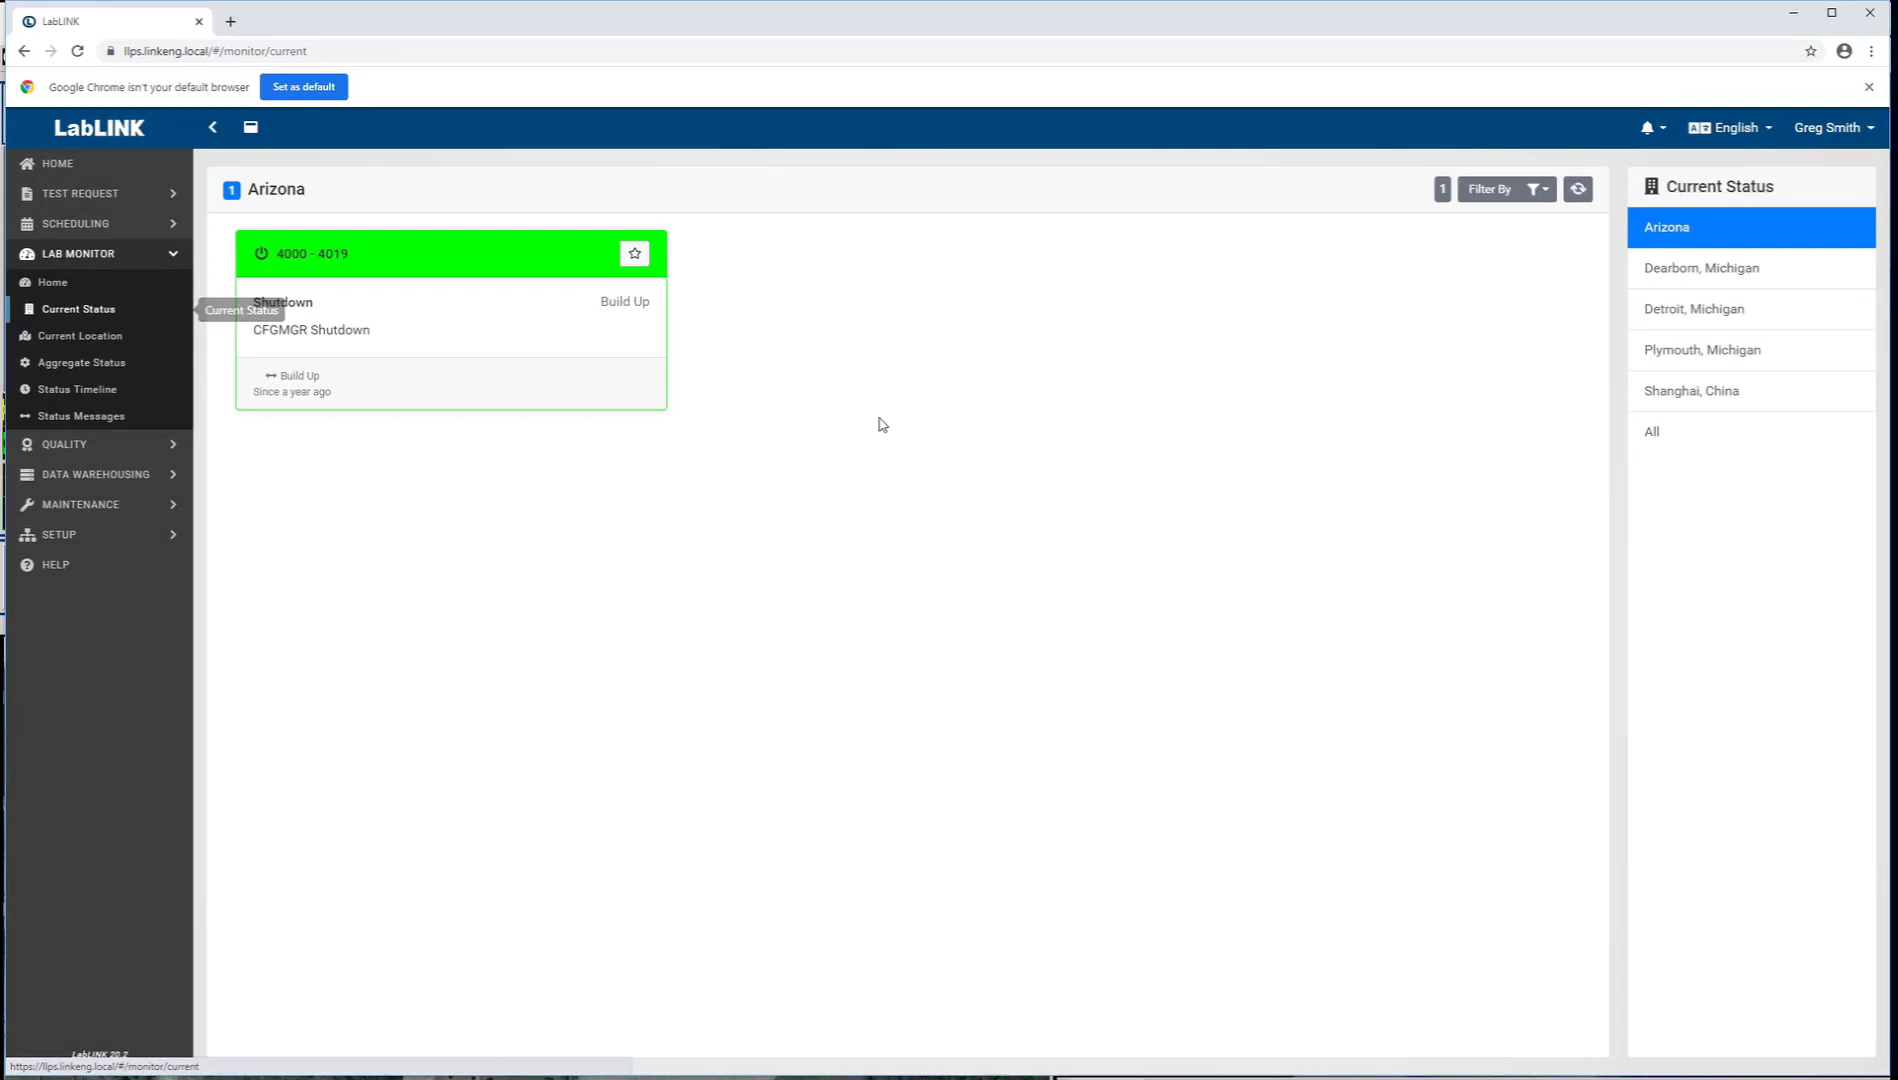 LabLINK
llps.linkeng.local/#/monitor/current
Google Chrome isn't your default browser
Set as default
LabLINK
English
Greg Smith
HOME
TEST REQUEST
SCHEDULING
LAB MONITOR
Home
Current Status
Current Location
Aggregate Status
Status Timeline
Status Messages
QUALITY
DATA WAREHOUSING
MAINTENANCE
SETUP
HELP
LabLINK 20.2
https://llps.linkeng.local/#/monitor/current
Current Status
1 Arizona
1 Filter By
4000 - 4019
Shutdown Build Up
CFGMGR Shutdown
Build Up
Since a year ago
Current Status
Arizona
Dearborn, Michigan
Detroit, Michigan
Plymouth, Michigan
Shanghai, China
All